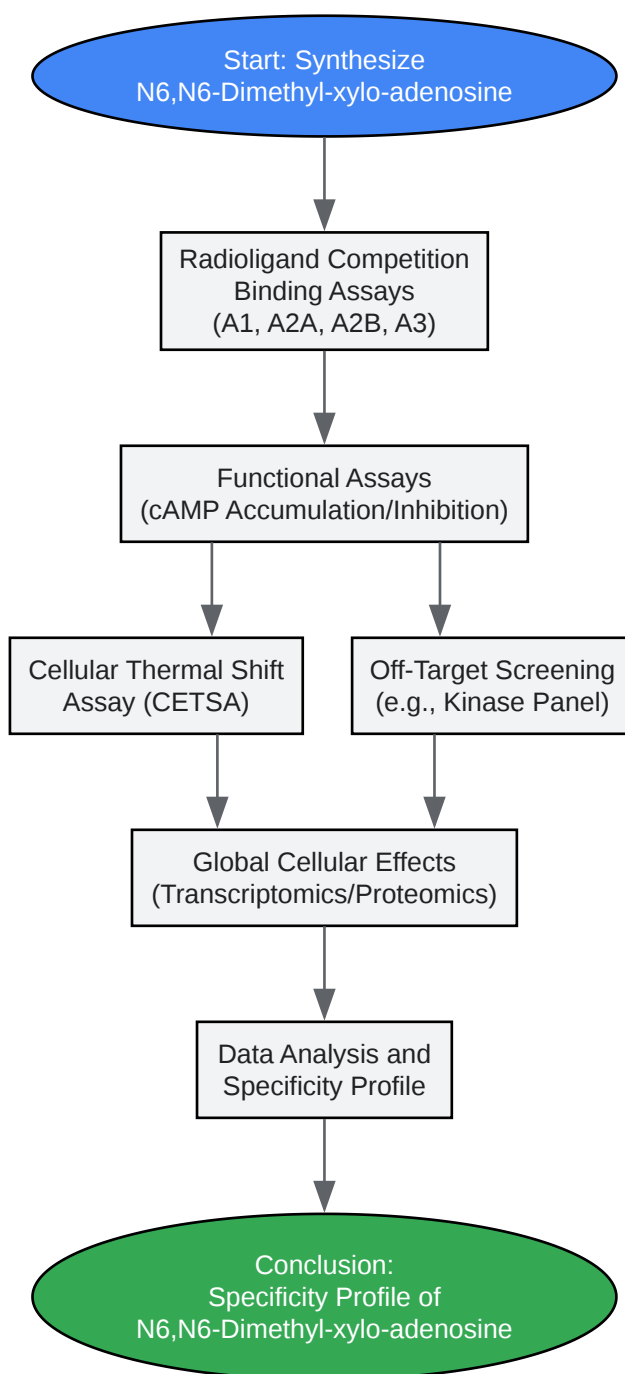 Start: Synthesize
N6,N6-Dimethyl-xylo-adenosine
Radioligand Competition
Binding Assays
(A1, A2A, A2B, A3)
Functional Assays
(cAMP Accumulation/Inhibition)
Cellular Thermal Shift
Assay (CETSA)
Off-Target Screening
(e.g., Kinase Panel)
Global Cellular Effects
(Transcriptomics/Proteomics)
Data Analysis and
Specificity Profile
Conclusion:
Specificity Profile of
N6,N6-Dimethyl-xylo-adenosine